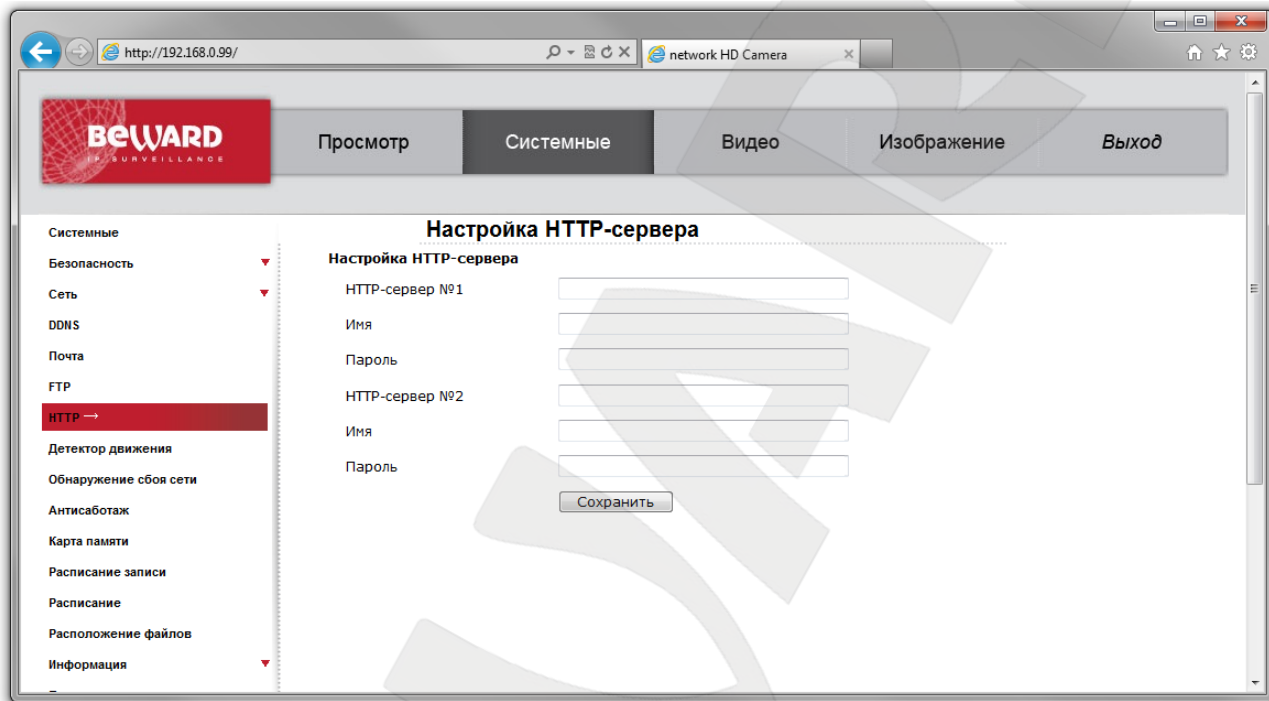 http://192.168.0.99/
network HD Camera
BEWARD
IP SURVEILLANCE
Просмотр
Системные
Видео
Изображение
Выход
Системные
Безопасность
Сеть
DDNS
Почта
FTP
HTTP →
Детектор движения
Обнаружение сбоя сети
Антисаботаж
Карта памяти
Расписание записи
Расписание
Расположение файлов
Информация
Настройка HTTP-сервера
Настройка HTTP-сервера
HTTP-сервер №1
Имя
Пароль
HTTP-сервер №2
Имя
Пароль
Сохранить